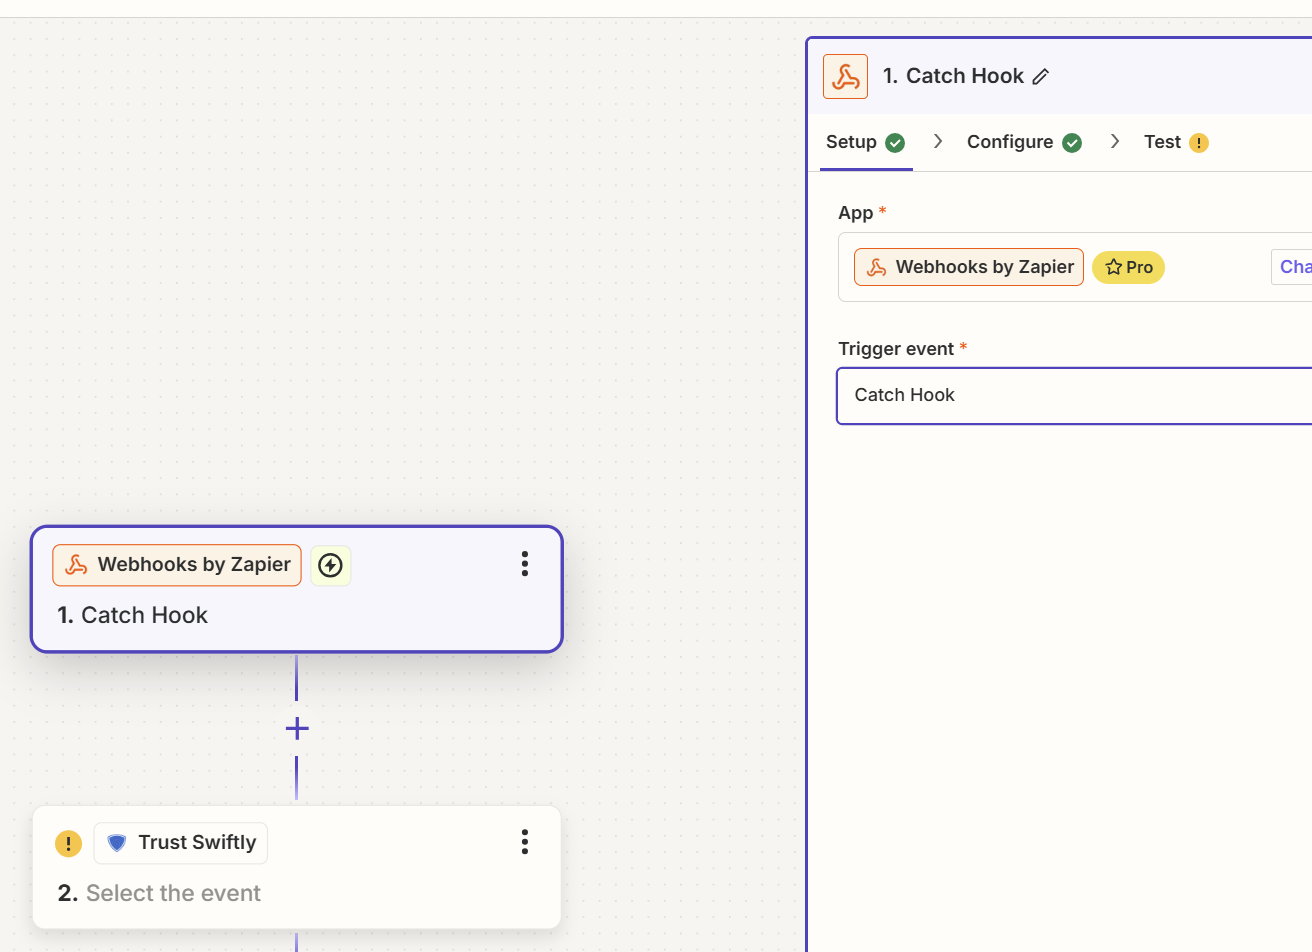 1. Catch Hook
Setup
Configure
Test
App *
Webhooks by Zapier
Pro
Cha
Trigger event *
Catch Hook
Webhooks by Zapier
1. Catch Hook
Trust Swiftly
2. Select the event